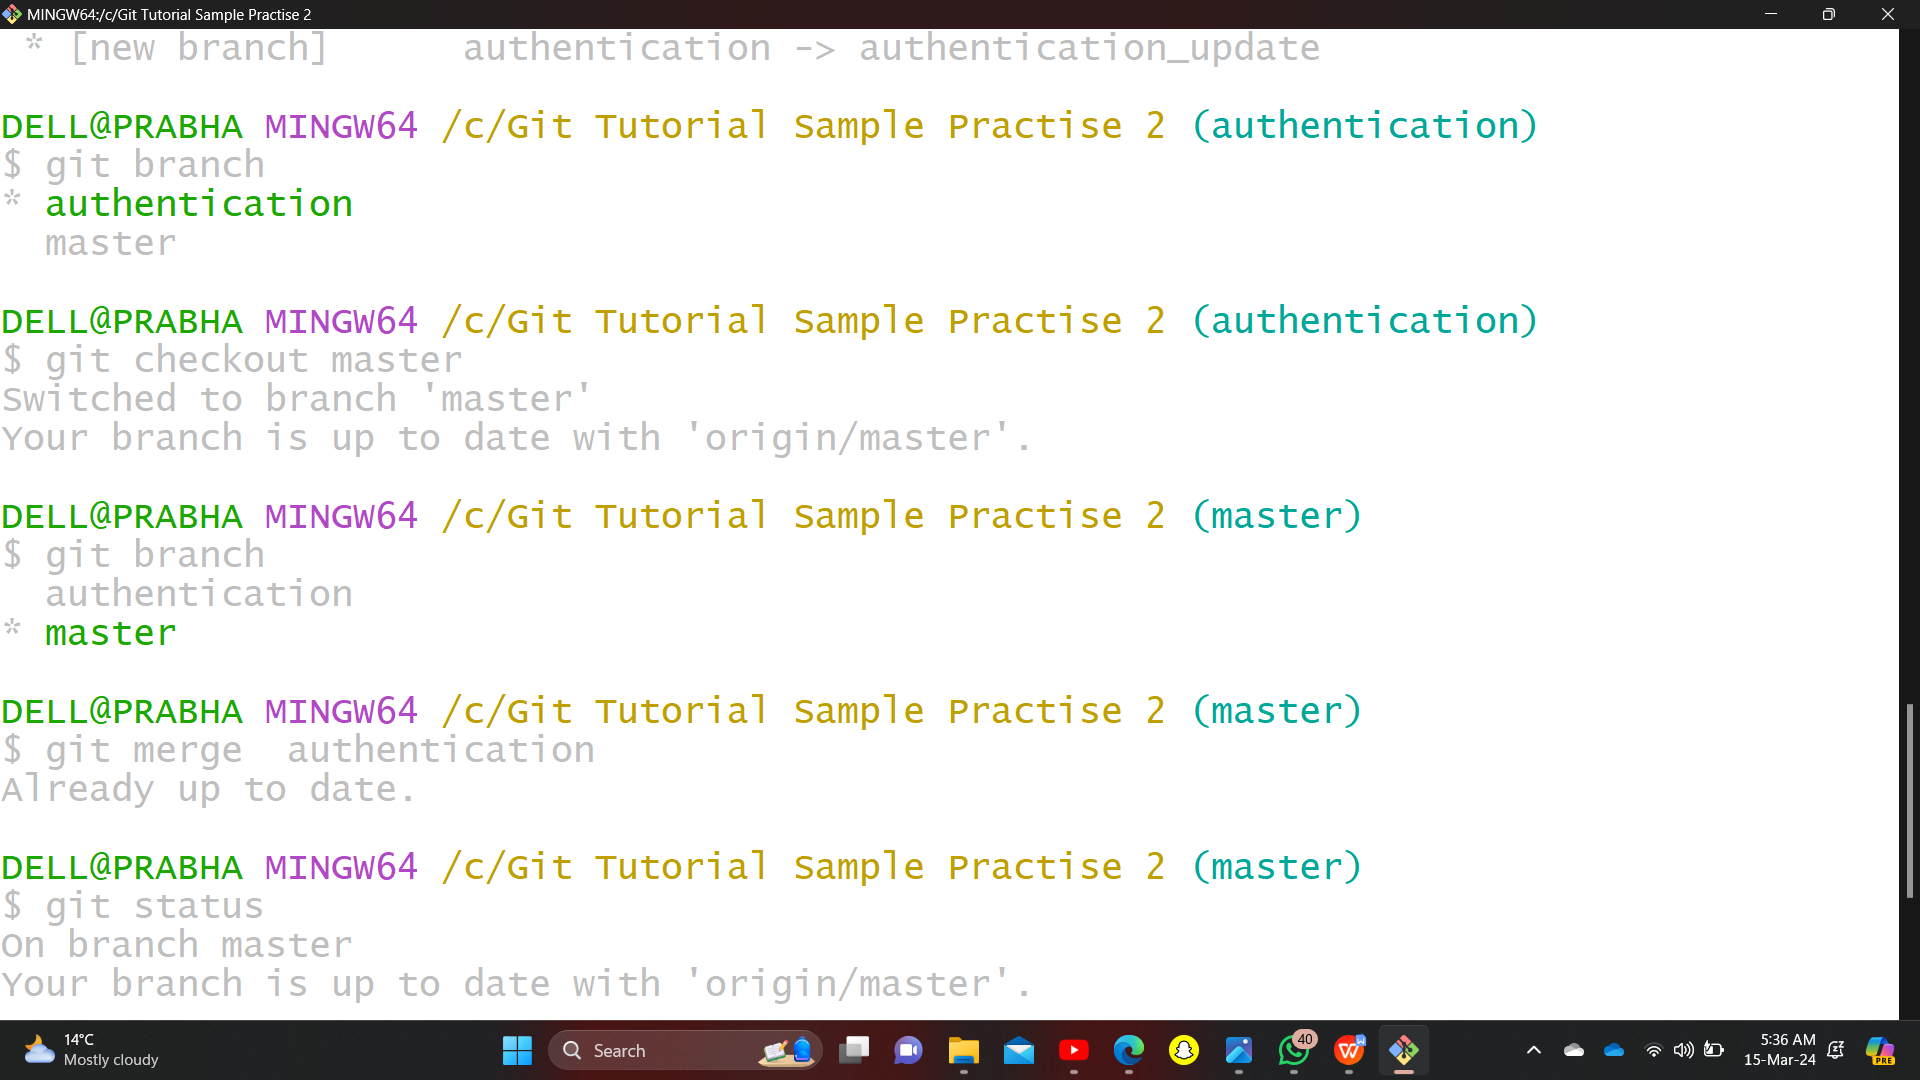 MINGW64:/c/Git Tutorial Sample Practise 2
* [new branch]      authentication -> authentication_update
DELL@PRABHA MINGW64 /c/Git Tutorial Sample Practise 2 (authentication)
$ git branch
* authentication
  master
DELL@PRABHA MINGW64 /c/Git Tutorial Sample Practise 2 (authentication)
$ git checkout master
Switched to branch 'master'
Your branch is up to date with 'origin/master'.
DELL@PRABHA MINGW64 /c/Git Tutorial Sample Practise 2 (master)
$ git branch
  authentication
* master
DELL@PRABHA MINGW64 /c/Git Tutorial Sample Practise 2 (master)
$ git merge  authentication
Already up to date.
DELL@PRABHA MINGW64 /c/Git Tutorial Sample Practise 2 (master)
$ git status
On branch master
Your branch is up to date with 'origin/master'.
14°C
Mostly cloudy
Search
40
W
5:36 AM
15-Mar-24
PRE